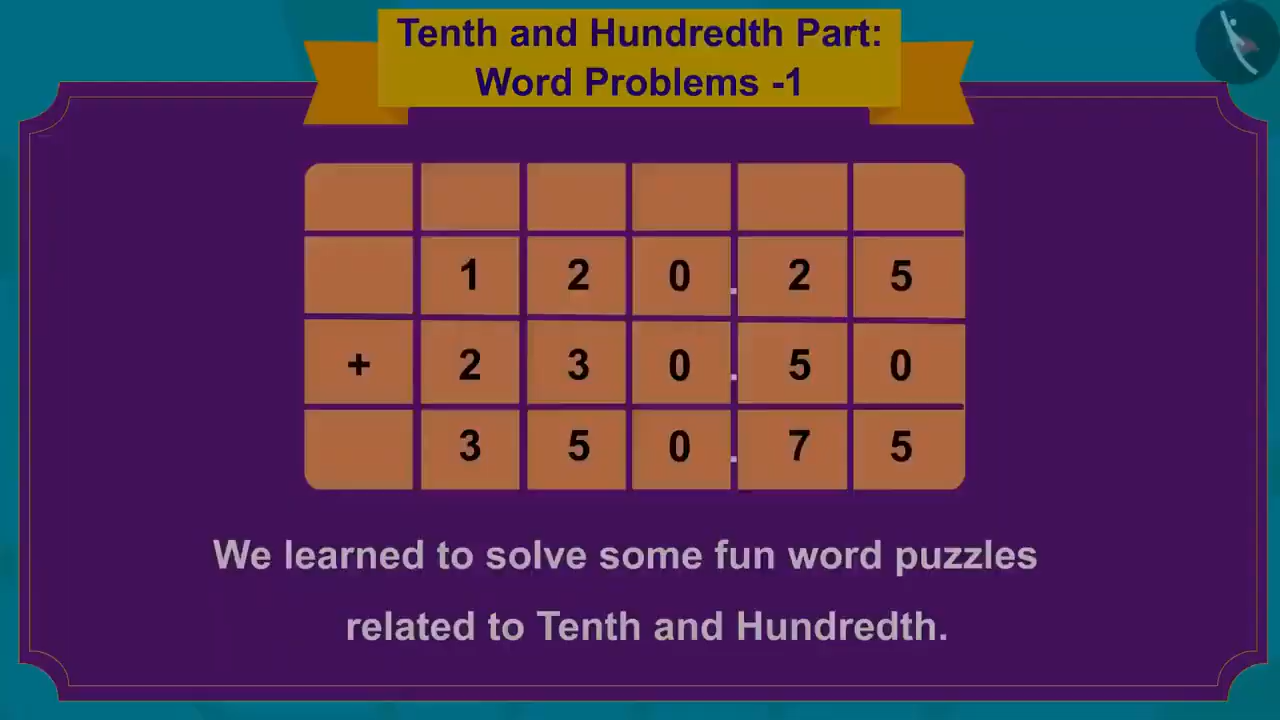 Tenth and Hundredth Part:
Word Problems -1
1 2 0 . 2 5
+ 2 3 0 . 5 0
3 5 0 . 7 5
We learned to solve some fun word puzzles
related to Tenth and Hundredth.